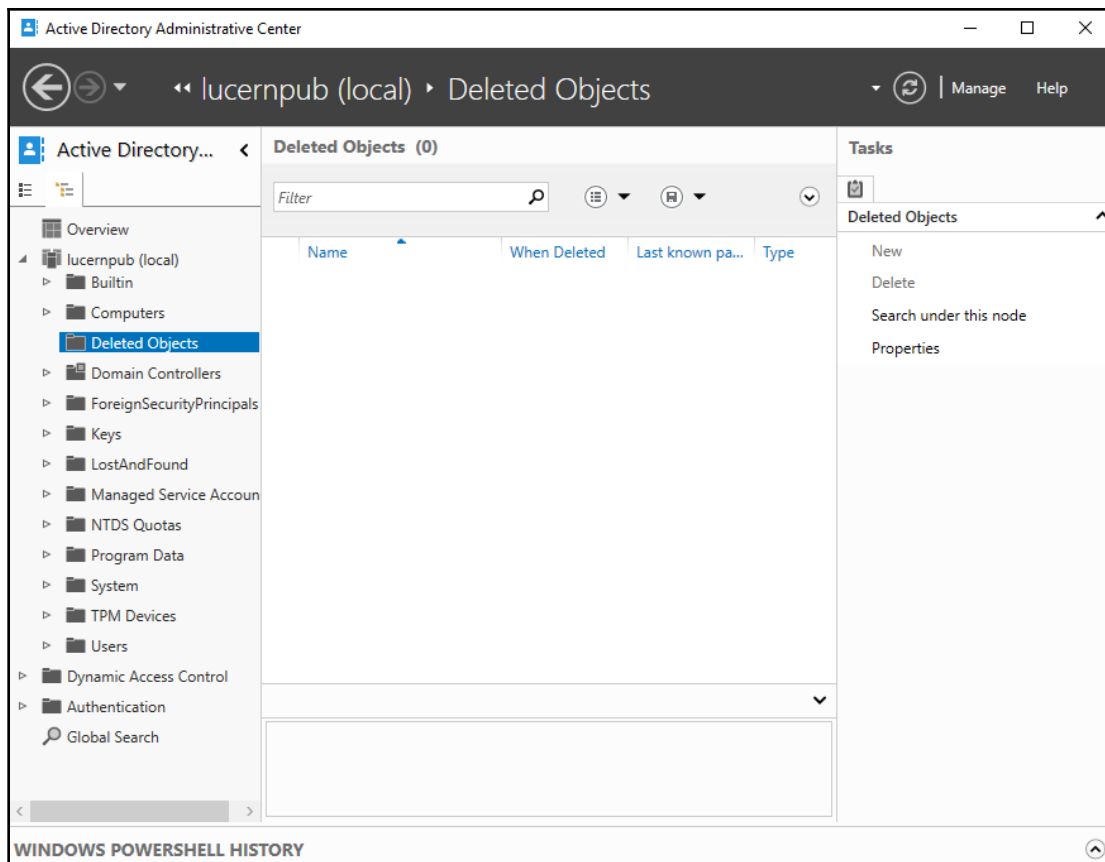 Active Directory Administrative Center
lucernpub (local) Deleted Objects
Manage Help
Active Directory...
Overview
lucernpub (local)
Builtin
Computers
Deleted Objects
Domain Controllers
ForeignSecurityPrincipals
Keys
LostAndFound
Managed Service Accoun
NTDS Quotas
Program Data
System
TPM Devices
Users
Dynamic Access Control
Authentication
Global Search
Deleted Objects (0)
Filter
Name When Deleted Last known pa... Type
Tasks
Deleted Objects
New
Delete
Search under this node
Properties
WINDOWS POWERSHELL HISTORY